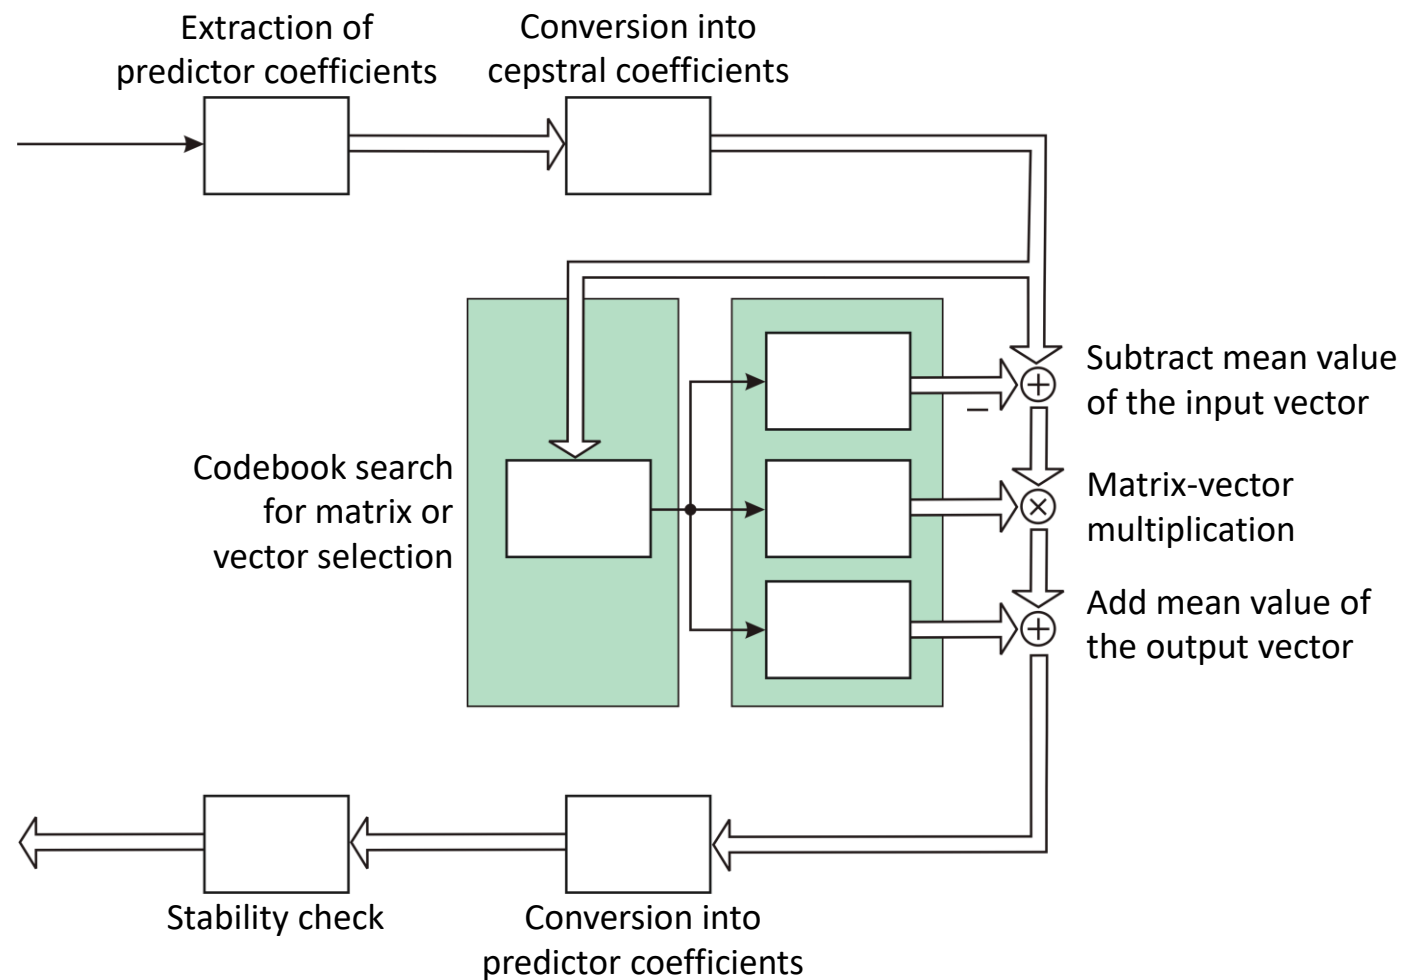 Extraction of
predictor coefficients
Conversion into
cepstral coefficients
Subtract mean value
of the input vector
Codebook search
for matrix or
vector selection
Matrix-vector
multiplication
Add mean value of
the output vector
Stability check
Conversion into
predictor coefficients